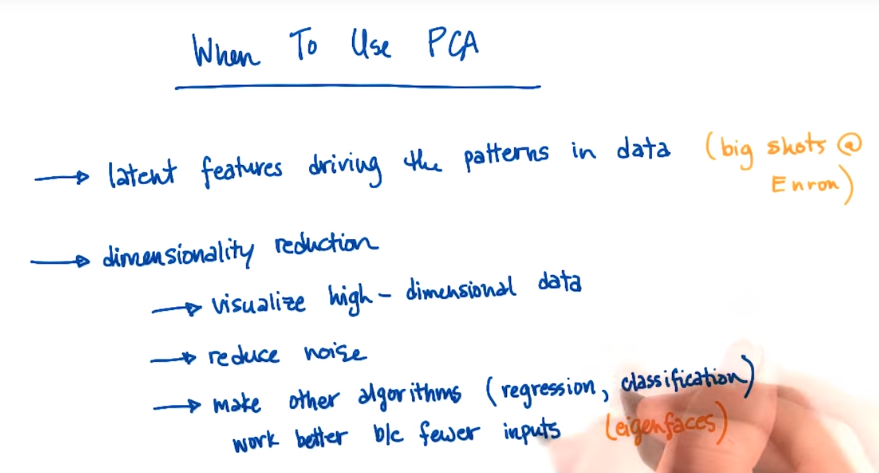 When To Use PCA
→ latent features driving the patterns in data (big shots @
Enron)
→ dimensionality reduction
→ visualize high-dimensional data
→ reduce noise
→ make other algorithms (regression, classification)
work better b/c fewer inputs (eigenfaces)